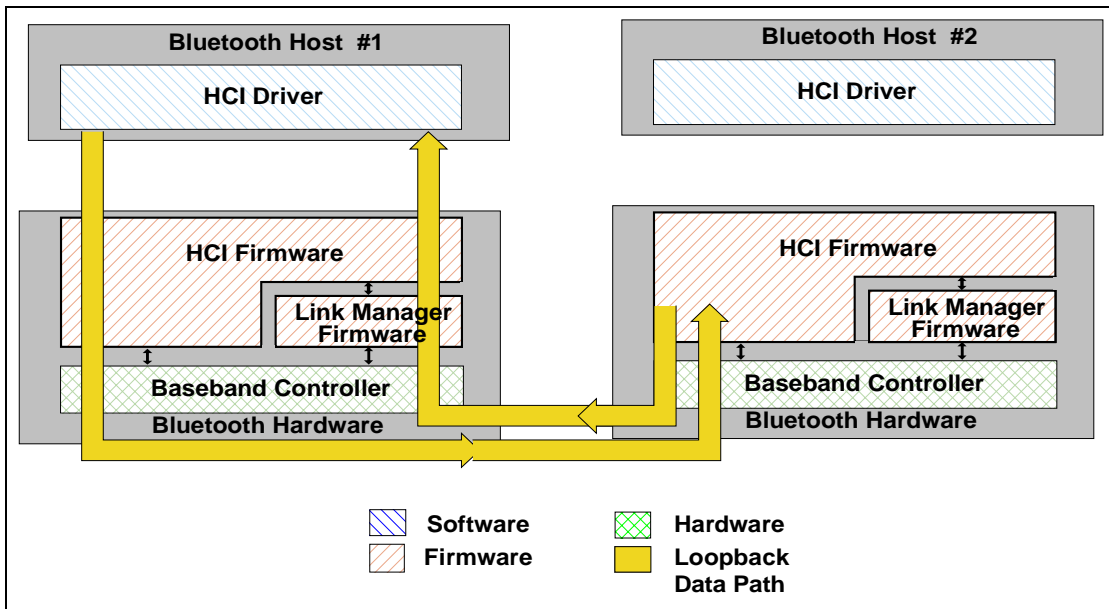 Bluetooth Host #1
HCI Driver
Bluetooth Host #2
HCI Driver
HCI Firmware
Link Manager
Firmware
Baseband Controller
Bluetooth Hardware
HCI Firmware
Link Manager
Firmware
Baseband Controller
Bluetooth Hardware
Software
Firmware
Hardware
Loopback
Data Path